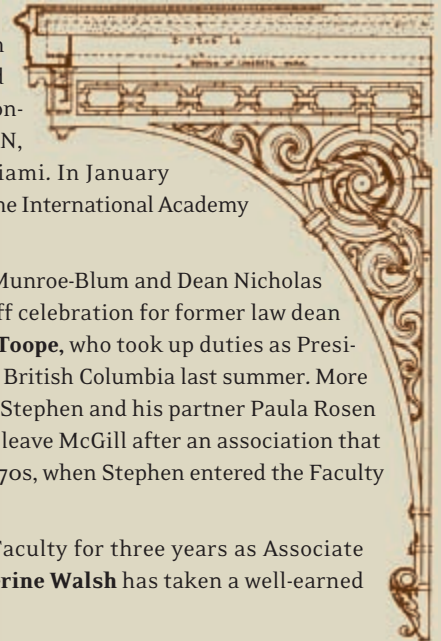 on-
N,
iami. In January
ne International Academy
Munroe-Blum and Dean Nicholas
ff celebration for former law dean
Toope, who took up duties as Presi-
British Columbia last summer. More
Stephen and his partner Paula Rosen
leave McGill after an association that
70s, when Stephen entered the Faculty
Faculty for three years as Associate
rine Walsh has taken a well-earned